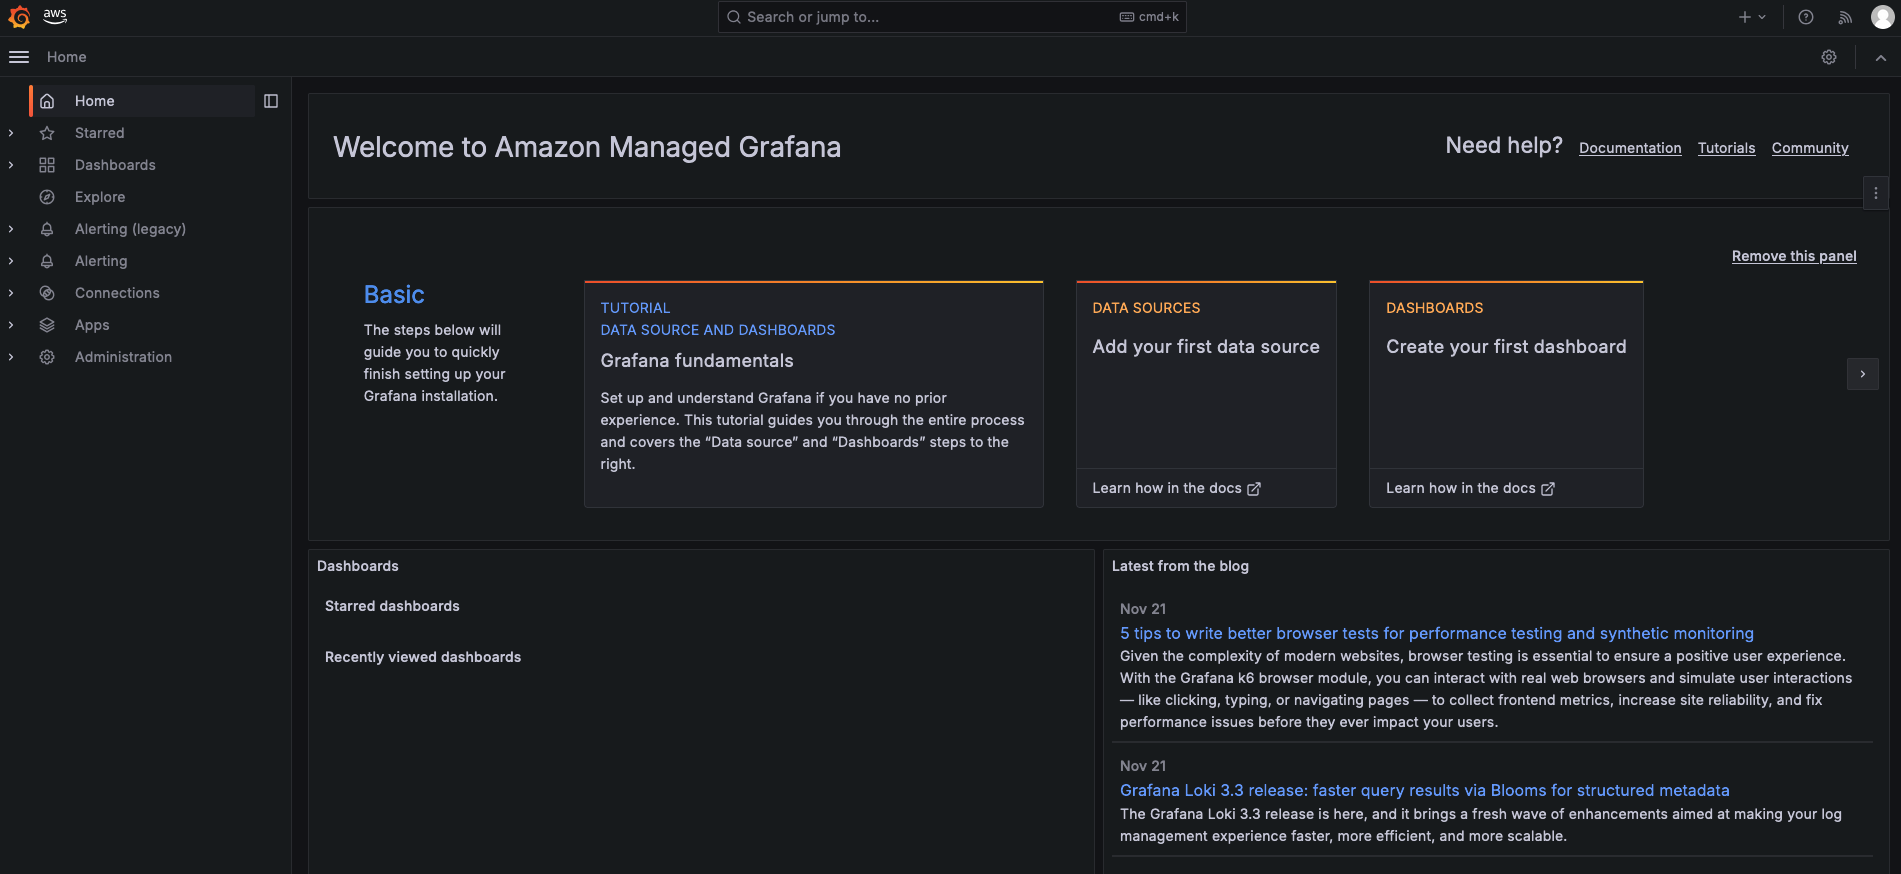 aws
Search or jump to...
cmd+k
Home
Home
Starred
Dashboards
Explore
Alerting (legacy)
Alerting
Connections
Apps
Administration
Welcome to Amazon Managed Grafana
Need help?
Documentation
Tutorials
Community
Remove this panel
Basic
The steps below will
guide you to quickly
finish setting up your
Grafana installation.
TUTORIAL
DATA SOURCE AND DASHBOARDS
Grafana fundamentals
Set up and understand Grafana if you have no prior
experience. This tutorial guides you through the entire process
and covers the “Data source” and “Dashboards” steps to the
right.
DATA SOURCES
Add your first data source
Learn how in the docs
DASHBOARDS
Create your first dashboard
Learn how in the docs
Dashboards
Starred dashboards
Recently viewed dashboards
Latest from the blog
Nov 21
5 tips to write better browser tests for performance testing and synthetic monitoring
Given the complexity of modern websites, browser testing is essential to ensure a positive user experience.
With the Grafana k6 browser module, you can interact with real web browsers and simulate user interactions
— like clicking, typing, or navigating pages — to collect frontend metrics, increase site reliability, and fix
performance issues before they ever impact your users.
Nov 21
Grafana Loki 3.3 release: faster query results via Blooms for structured metadata
The Grafana Loki 3.3 release is here, and it brings a fresh wave of enhancements aimed at making your log
management experience faster, more efficient, and more scalable.